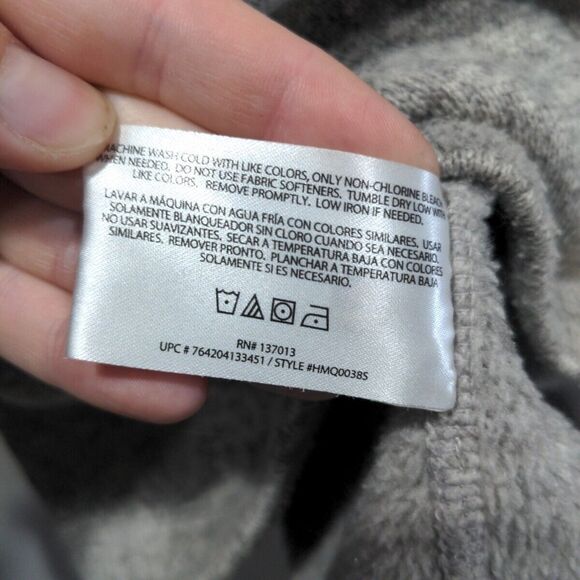 MACHINE WASH COLD WITH LIKE COLORS, ONLY NON-CHLORINE BLEACH
WHEN NEEDED. DO NOT USE FABRIC SOFTENERS. TUMBLE DRY LOW WITH
LIKE COLORS. REMOVE PROMPTLY. LOW IRON IF NEEDED.
LAVAR A MÁQUINA CON AGUA FRÍA CON COLORES SIMILARES, USAR
SOLAMENTE BLANQUEADOR SIN CLORO CUANDO SEA NECESARIO.
NO USAR SUAVIZANTES, SECAR A TEMPERATURA BAJA CON COLORES
SIMILARES. REMOVER PRONTO. PLANCHAR A TEMPERATURA BAJA
SOLAMENTE SI ES NECESARIO.
RN# 137013
UPC # 764204133451 / STYLE #HMQ0038S